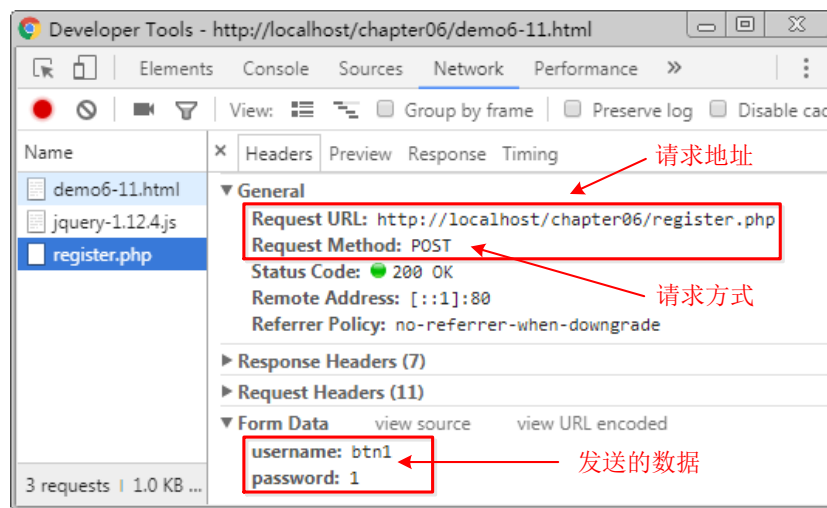 Developer Tools - http://localhost/chapter06/demo6-11.html
Elements Console Sources Network Performance »
View: Group by frame Preserve log Disable cac
Name
× Headers Preview Response Timing
请求地址
demo6-11.html
▼ General
jquery-1.12.4.js
Request URL: http://localhost/chapter06/register.php
register.php
Request Method: POST
Status Code: 200 OK
请求方式
Remote Address: [::1]:80
Referrer Policy: no-referrer-when-downgrade
▶ Response Headers (7)
▶ Request Headers (11)
▼ Form Data view source view URL encoded
username: btn1
发送的数据
password: 1
3 requests | 1.0 KB ...